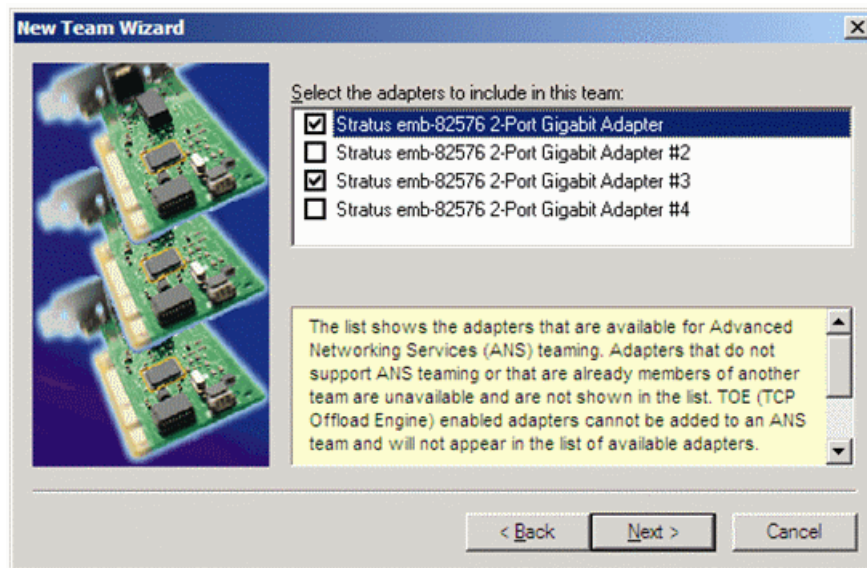 New Team Wizard
Select the adapters to include in this team:
Stratus emb-82576 2-Port Gigabit Adapter
Stratus emb-82576 2-Port Gigabit Adapter #2
Stratus emb-82576 2-Port Gigabit Adapter #3
Stratus emb-82576 2-Port Gigabit Adapter #4
The list shows the adapters that are available for Advanced
Networking Services (ANS) teaming. Adapters that do not
support ANS teaming or that are already members of another
team are unavailable and are not shown in the list. TOE (TCP
Offload Engine) enabled adapters cannot be added to an ANS
team and will not appear in the list of available adapters.
< Back
Next >
Cancel